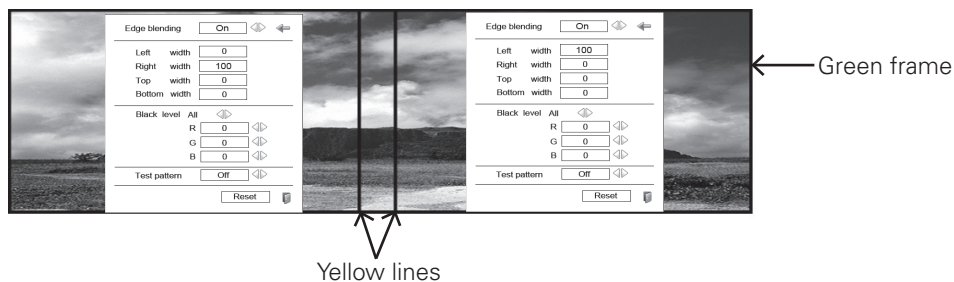 Edge blending On
Left width 0
Right width 100
Top width 0
Bottom width 0
Black level All
R 0
G 0
B 0
Test pattern Off
Reset
Edge blending On
Left width 100
Right width 0
Top width 0
Bottom width 0
Black level All
R 0
G 0
B 0
Test pattern Off
Reset
Green frame
Yellow lines